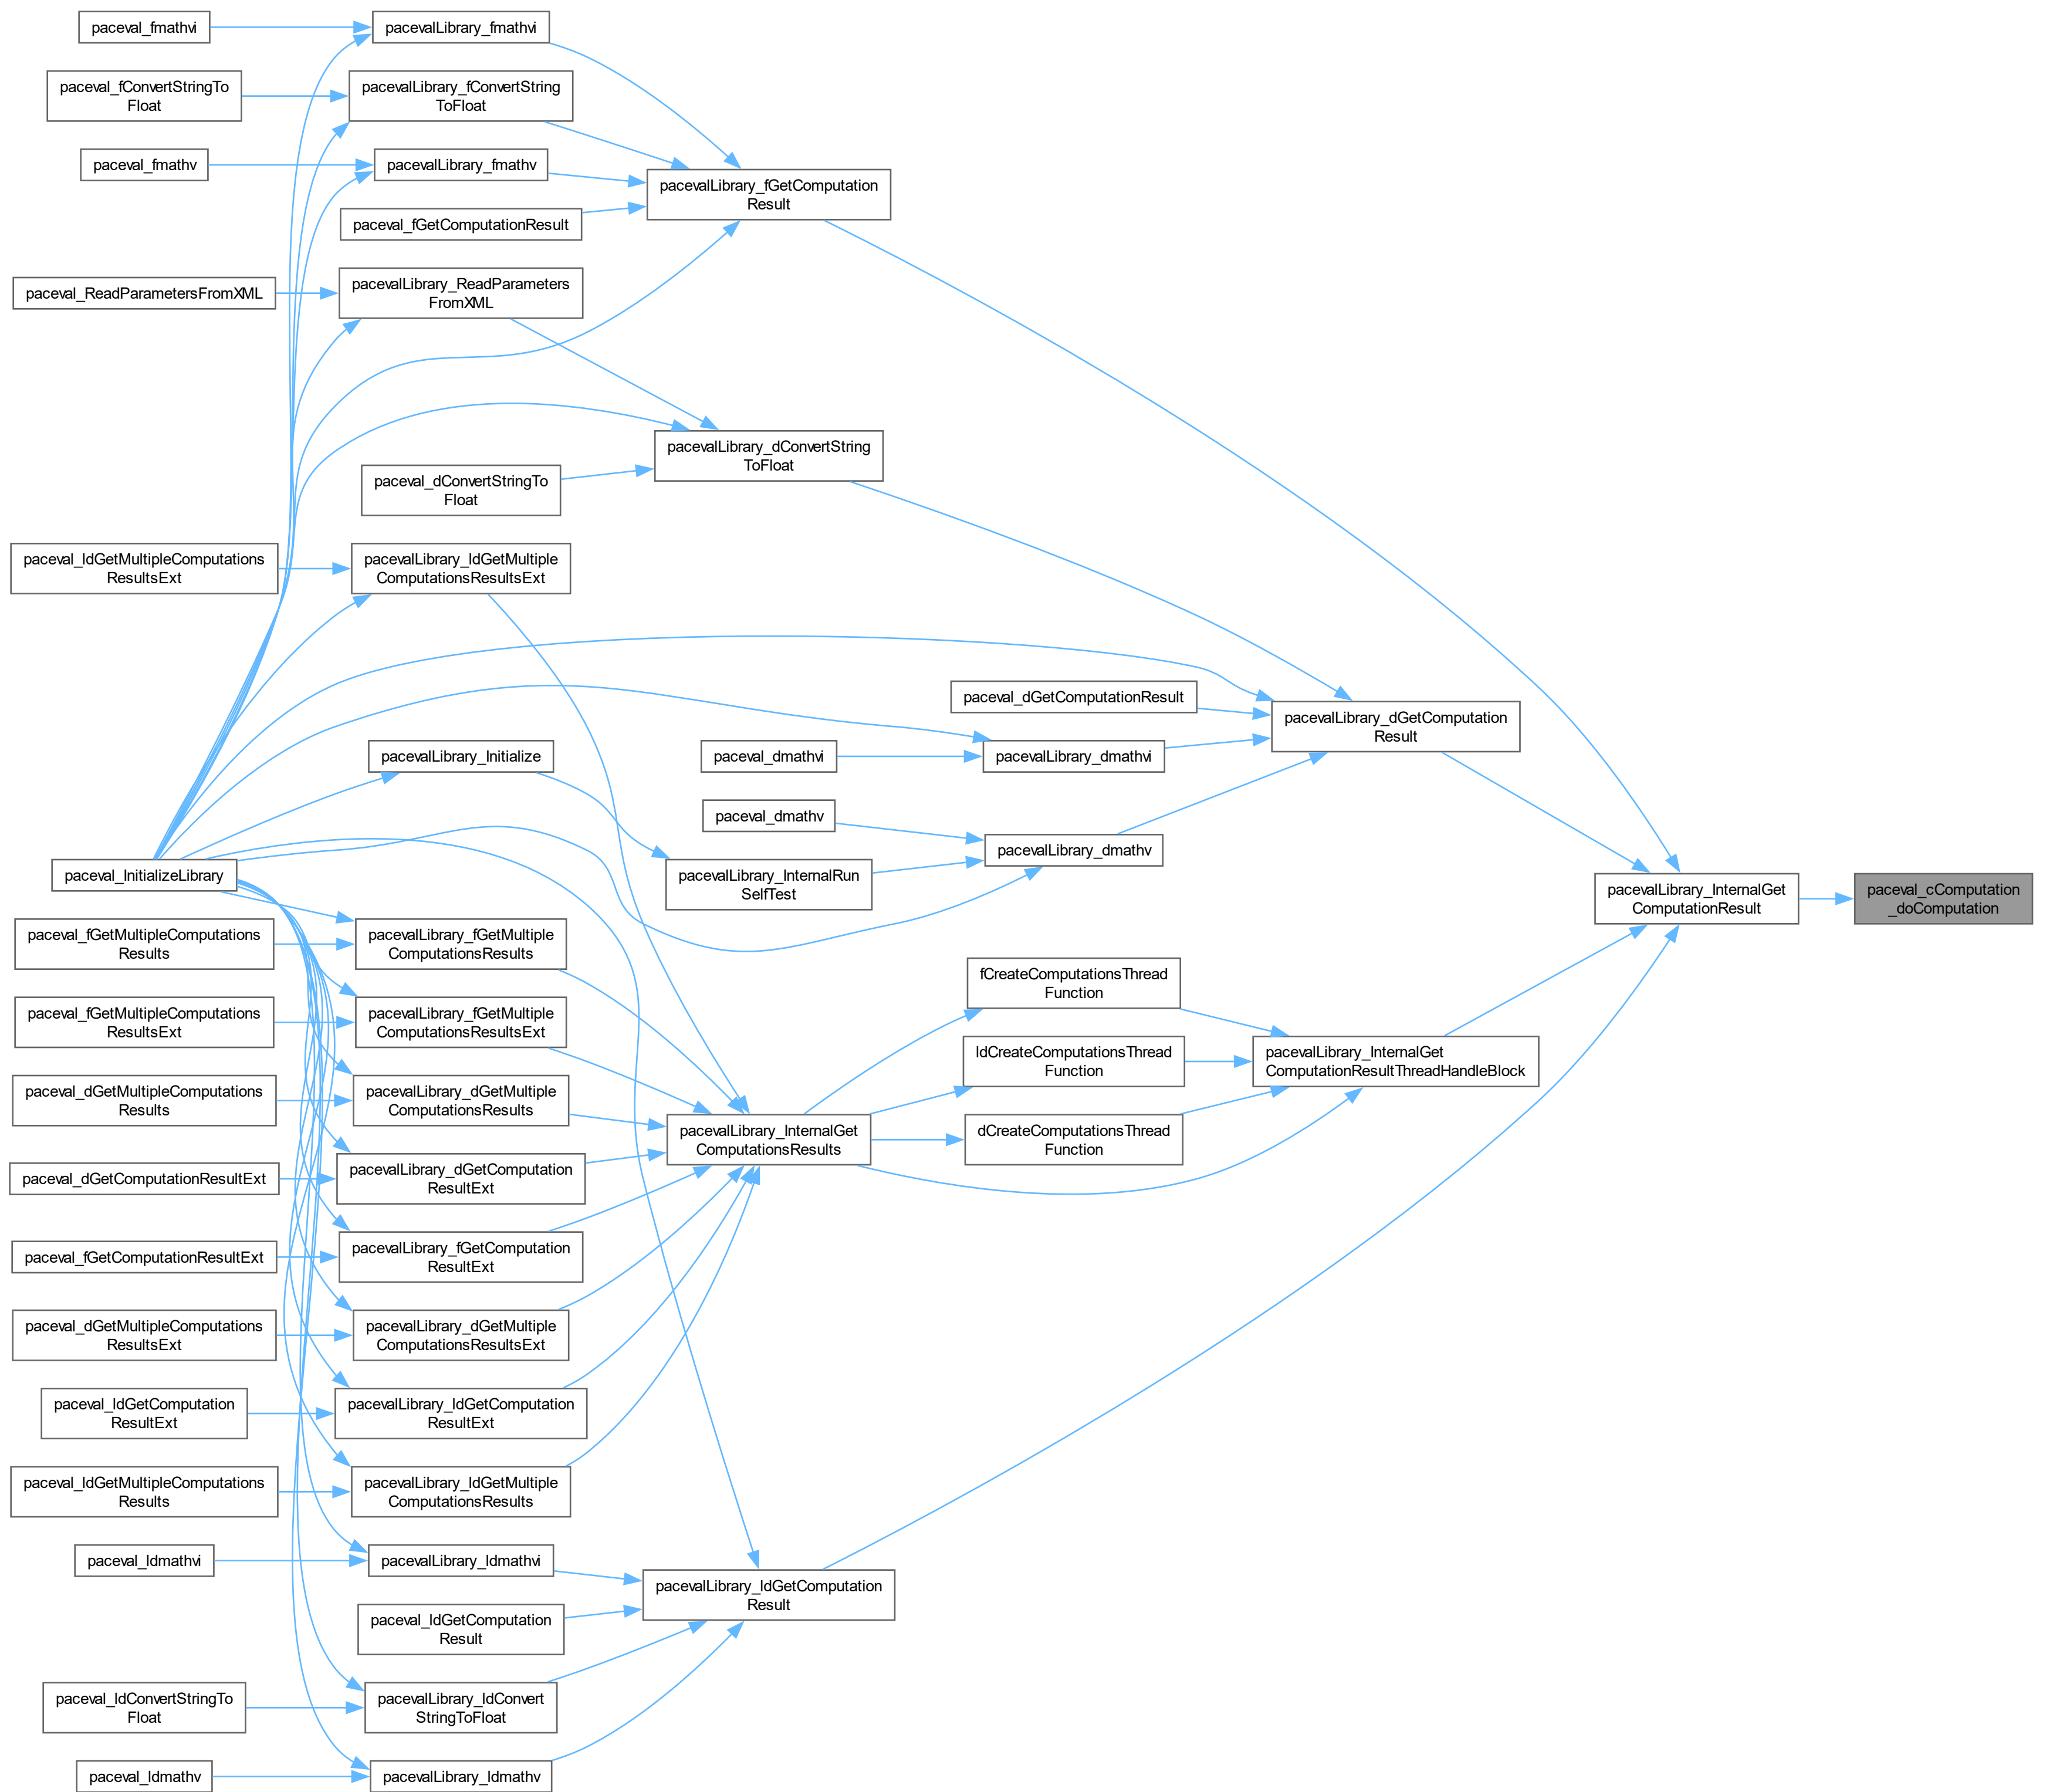 paceval_fmathvi
pacevalLibrary_fmathvi
paceval_fConvertStringTo
Float
pacevalLibrary_fConvertString
ToFloat
paceval_fmathv
pacevalLibrary_fmathv
pacevalLibrary_fGetComputation
Result
paceval_fGetComputationResult
paceval_ReadParametersFromXML
pacevalLibrary_ReadParameters
FromXML
pacevalLibrary_dConvertString
ToFloat
paceval_dConvertStringTo
Float
paceval_ldGetMultipleComputations
ResultsExt
pacevalLibrary_ldGetMultiple
ComputationsResultsExt
paceval_dGetComputationResult
pacevalLibrary_dGetComputation
Result
pacevalLibrary_Initialize
paceval_dmathvi
pacevalLibrary_dmathvi
paceval_dmathv
pacevalLibrary_dmathv
paceval_InitializeLibrary
pacevalLibrary_InternalRun
SelfTest
pacevalLibrary_InternalGet
ComputationResult
paceval_cComputation
_doComputation
paceval_fGetMultipleComputations
Results
pacevalLibrary_fGetMultiple
ComputationsResults
fCreateComputationsThread
Function
paceval_fGetMultipleComputations
ResultsExt
pacevalLibrary_fGetMultiple
ComputationsResultsExt
ldCreateComputationsThread
Function
pacevalLibrary_InternalGet
ComputationResultThreadHandleBlock
paceval_dGetMultipleComputations
Results
pacevalLibrary_dGetMultiple
ComputationsResults
pacevalLibrary_InternalGet
ComputationsResults
dCreateComputationsThread
Function
paceval_dGetComputationResultExt
pacevalLibrary_dGetComputation
ResultExt
paceval_fGetComputationResultExt
pacevalLibrary_fGetComputation
ResultExt
paceval_dGetMultipleComputations
ResultsExt
pacevalLibrary_dGetMultiple
ComputationsResultsExt
paceval_ldGetComputation
ResultExt
pacevalLibrary_ldGetComputation
ResultExt
paceval_ldGetMultipleComputations
Results
pacevalLibrary_ldGetMultiple
ComputationsResults
paceval_ldmathvi
pacevalLibrary_ldmathvi
pacevalLibrary_ldGetComputation
Result
paceval_ldGetComputation
Result
paceval_ldConvertStringTo
Float
pacevalLibrary_ldConvert
StringToFloat
paceval_ldmathv
pacevalLibrary_ldmathv